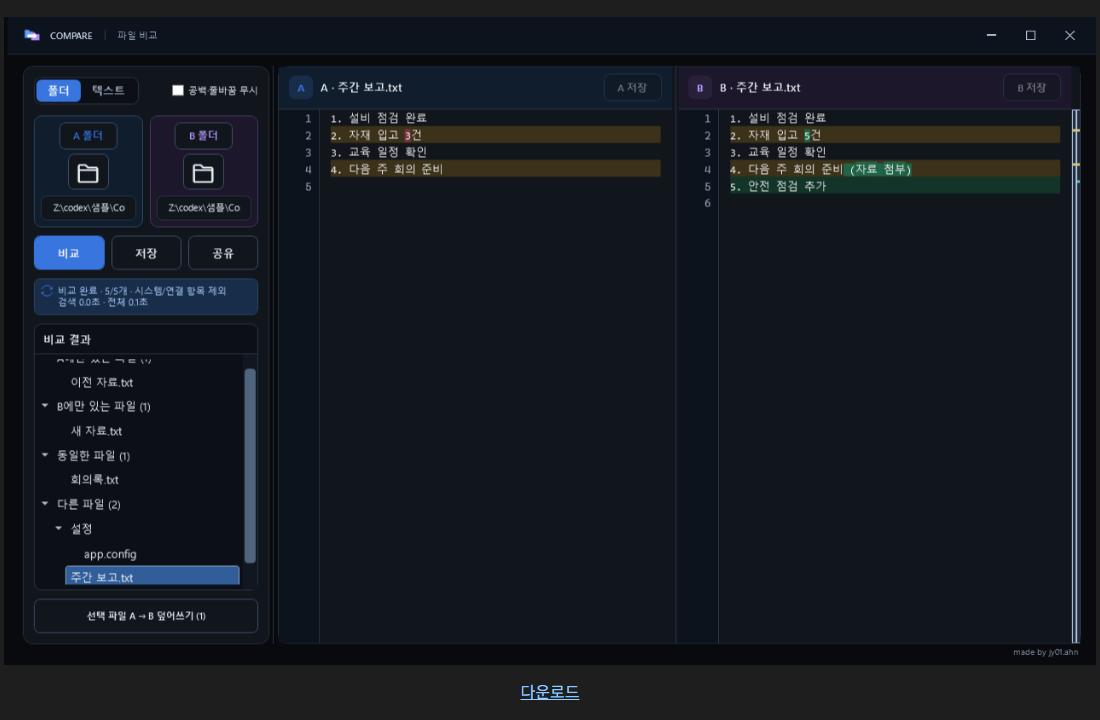 COMPARE | 파일 비교
폴더 텍스트 공백·줄바꿈 무시
A 폴더
Z:\codex\샘플\Co
B 폴더
Z:\codex\샘플\Co
비교 저장 공유
비교 완료 · 5/5개 · 시스템/연결 항목 제외
검색 0.0초 · 전체 0.1초
비교 결과
이전 자료.txt
B에만 있는 파일 (1)
새 자료.txt
동일한 파일 (1)
회의록.txt
다른 파일 (2)
설정
app.config
주간 보고.txt
선택 파일 A → B 덮어쓰기 (1)
A A · 주간 보고.txt A 저장
1 1. 설비 점검 완료
2 2. 자재 입고 3건
3 3. 교육 일정 확인
4 4. 다음 주 회의 준비
5
B B · 주간 보고.txt B 저장
1 1. 설비 점검 완료
2 2. 자재 입고 5건
3 3. 교육 일정 확인
4 4. 다음 주 회의 준비 (자료 첨부)
5 5. 안전 점검 추가
6
made by jy01.ahn
다운로드